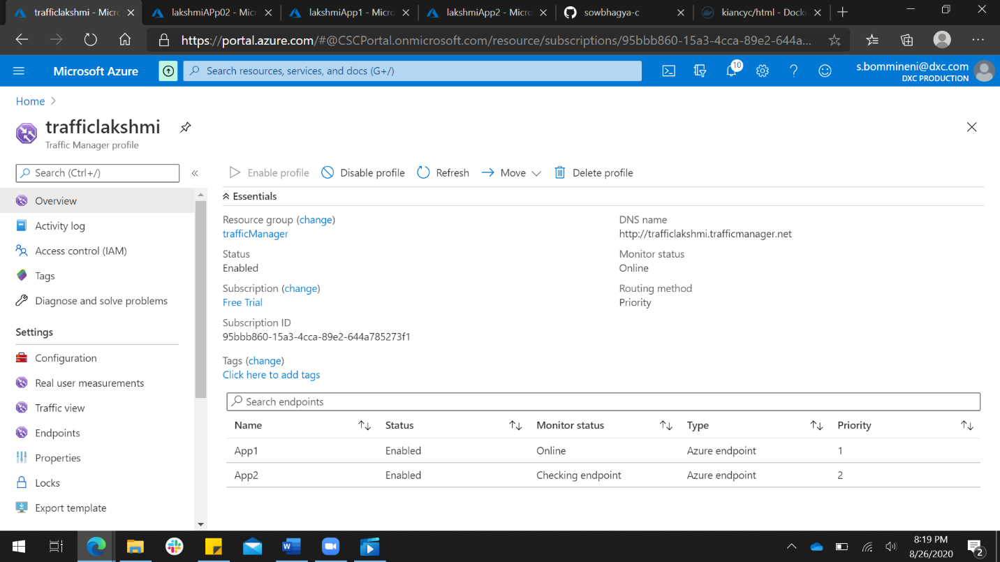 trafficlakshmi - Micro
lakshmiAPp02 - Micr
lakshmiApp1 - Micro
lakshmiApp2 - Micro
sowbhagya-c
kiancyc/html - Docke
https://portal.azure.com/#@CSCPortal.onmicrosoft.com/resource/subscriptions/95bbb860-15a3-4cca-89e2-644a...
Microsoft Azure
Search resources, services, and docs (G+/)
10
s.bommineni@dxc.com
DXC PRODUCTION
Home
trafficlakshmi
Traffic Manager profile
Search (Ctrl+/)
Overview
Activity log
Access control (IAM)
Tags
Diagnose and solve problems
Settings
Configuration
Real user measurements
Traffic view
Endpoints
Properties
Locks
Export template
Enable profile
Disable profile
Refresh
Move
Delete profile
Essentials
Resource group (change)
trafficManager
Status
Enabled
Subscription (change)
Free Trial
Subscription ID
95bbb860-15a3-4cca-89e2-644a785273f1
Tags (change)
Click here to add tags
DNS name
http://trafficlakshmi.trafficmanager.net
Monitor status
Online
Routing method
Priority
Search endpoints
Name Status Monitor status Type Priority
App1 Enabled Online Azure endpoint 1
App2 Enabled Checking endpoint Azure endpoint 2
8:19 PM
8/26/2020
2